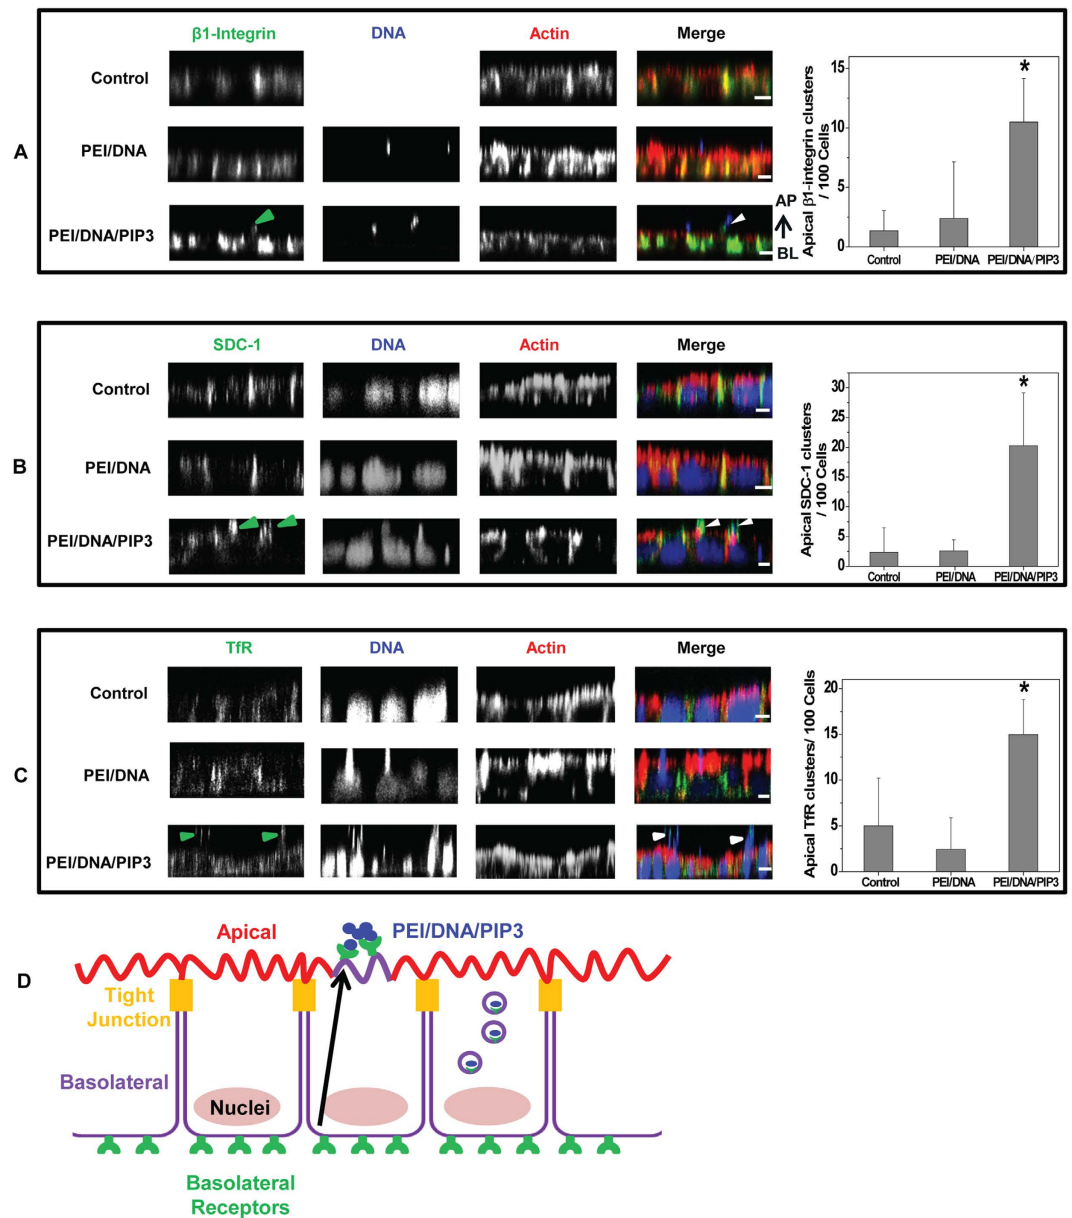 A
β1-Integrin
DNA
Actin
Merge
Control
PEI/DNA
PEI/DNA/PIP3
AP
BL
Apical β1-integrin clusters
/ 100 Cells
15
10
5
0
*
Control
PEI/DNA
PEI/DNA/PIP3
B
SDC-1
DNA
Actin
Merge
Control
PEI/DNA
PEI/DNA/PIP3
Apical SDC-1 clusters
/ 100 Cells
30
25
20
15
10
5
0
*
Control
PEI/DNA
PEI/DNA/PIP3
C
TfR
DNA
Actin
Merge
Control
PEI/DNA
PEI/DNA/PIP3
Apical TfR clusters/ 100 Cells
20
15
10
5
0
*
Control
PEI/DNA
PEI/DNA/PIP3
D
Apical
PEI/DNA/PIP3
Tight
Junction
Basolateral
Nuclei
Basolateral
Receptors